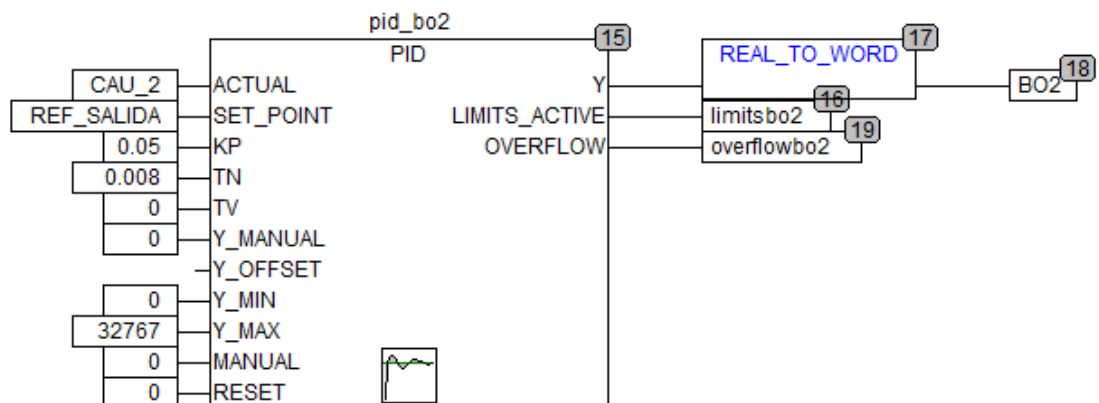 pid_bo2
15
PID
17
REAL_TO_WORD
CAU_2 ACTUAL Y BO2 18
REF_SALIDA SET_POINT LIMITS_ACTIVE limitsbo2 16
0.05 KP OVERFLOW overflowbo2 19
0.008 TN
0 TV
0 Y_MANUAL
Y_OFFSET
0 Y_MIN
32767 Y_MAX
0 MANUAL
0 RESET